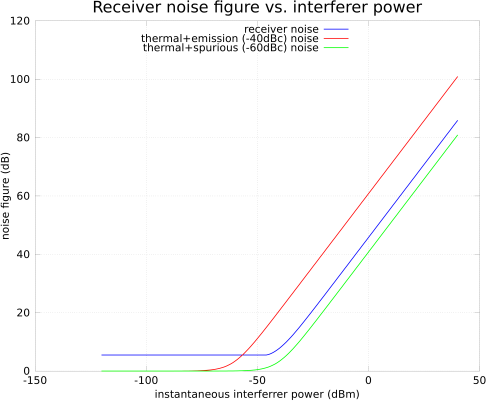 Receiver noise figure vs. interferer power
120
100
80
60
40
20
0
noise figure (dB)
receiver noise
thermal+emission (-40dBc) noise
thermal+spurious (-60dBc) noise
-150
-100
-50
0
50
instantaneous interferrer power (dBm)